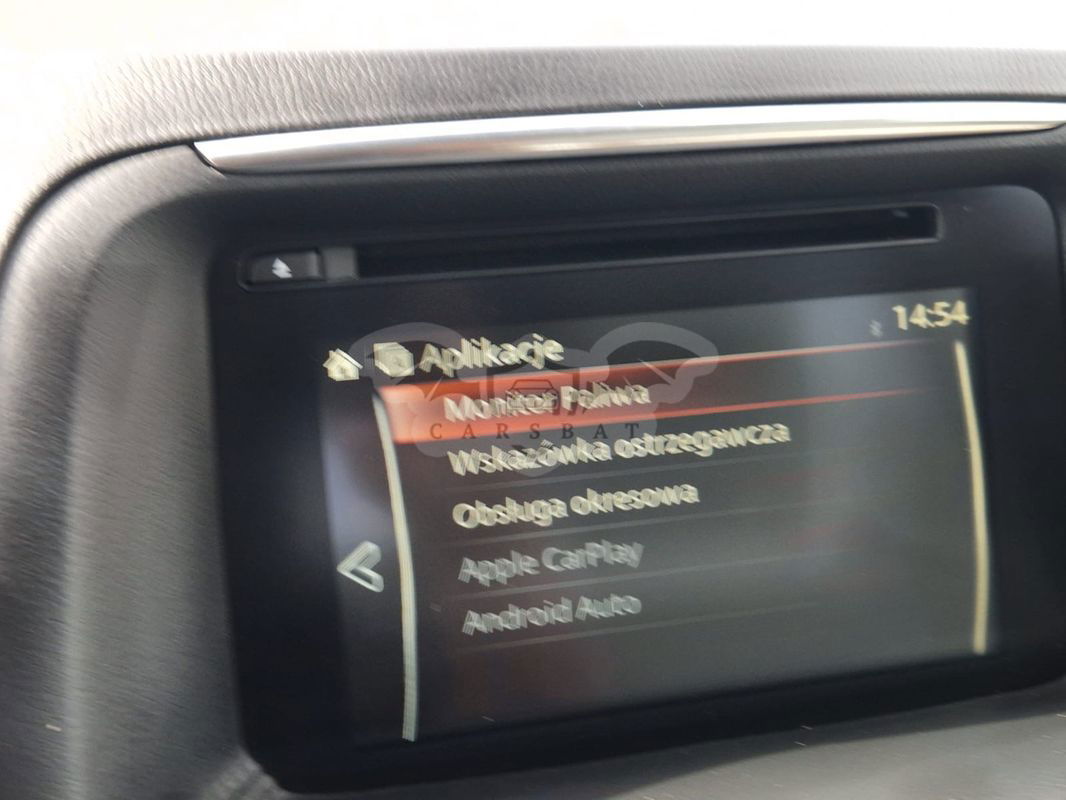 14:54
Aplikacje
Monitor Paliwa
CARSBAT
Wskazówka ostrzegawcza
Obsługa okresowa
Apple CarPlay
Android Auto